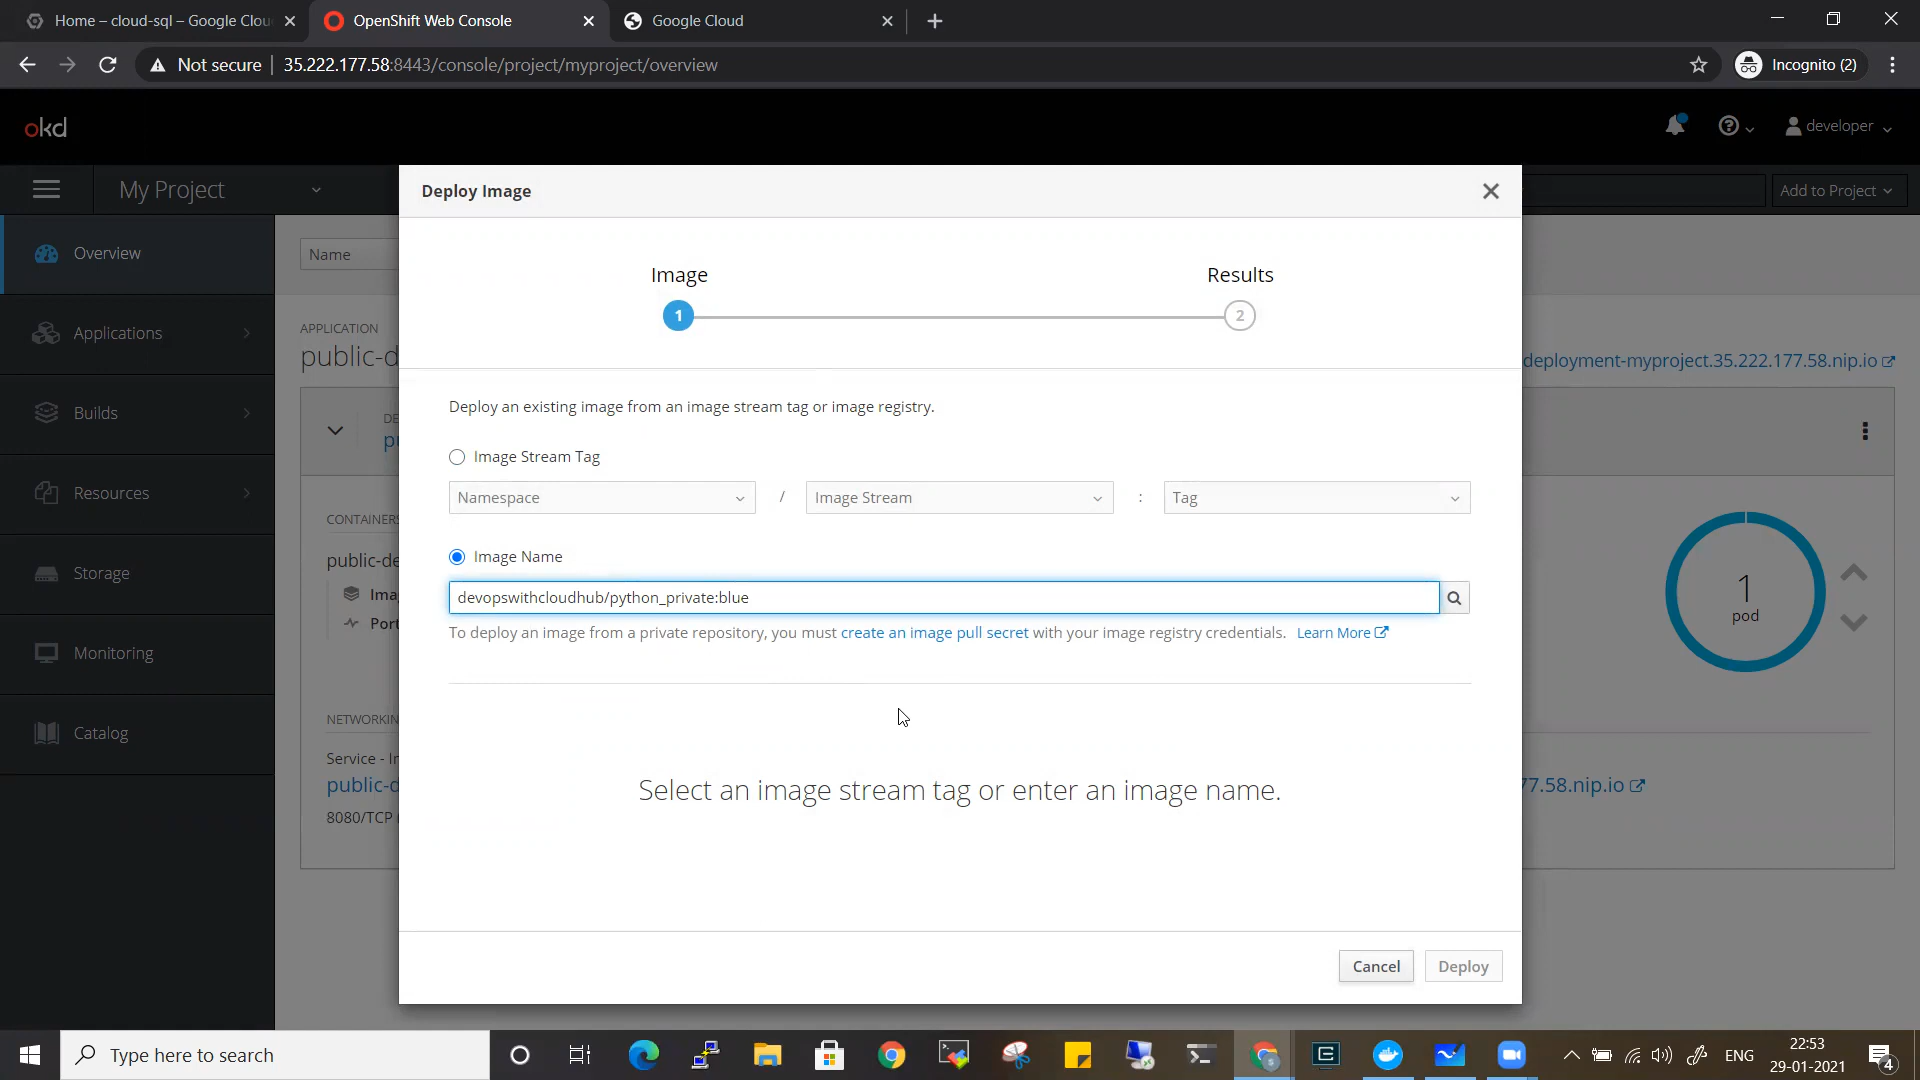 Home – cloud-sql – Google Clou
OpenShift Web Console
Google Cloud
Not secure
35.222.177.58:8443/console/project/myproject/overview
Incognito (2)
okd
developer
My Project
Add to Project
Deploy Image
Overview
Applications
Builds
Resources
Storage
Monitoring
Catalog
Name
APPLICATION
public-d
deployment-myproject.35.222.177.58.nip.io
DE
pu
CONTAINERS
public-de
Ima
Port
1
pod
NETWORKIN
Service - In
public-d
8080/TCP
77.58.nip.io
Image
Results
1
2
Deploy an existing image from an image stream tag or image registry.
Image Stream Tag
Namespace
/
Image Stream
:
Tag
Image Name
devopswithcloudhub/python_private:blue
To deploy an image from a private repository, you must create an image pull secret with your image registry credentials. Learn More
Select an image stream tag or enter an image name.
Cancel
Deploy
Type here to search
ENG
22:53
29-01-2021
4